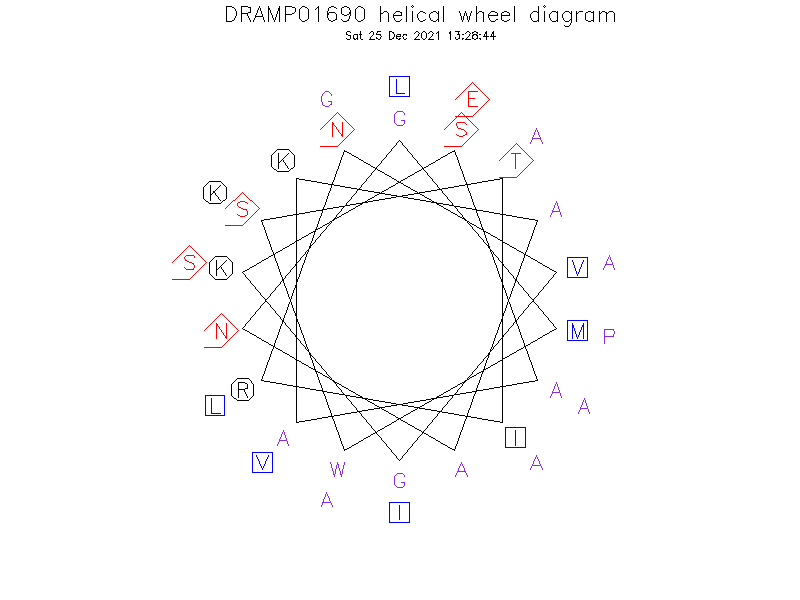 DRAMP01690 helical wheel diagram
Sat 25 Dec 2021 13:28:44
L
G E
G
N S
A
K T
K
S A
S K V A
N M P
R A
L A
A I
V A
W A
G
A
I